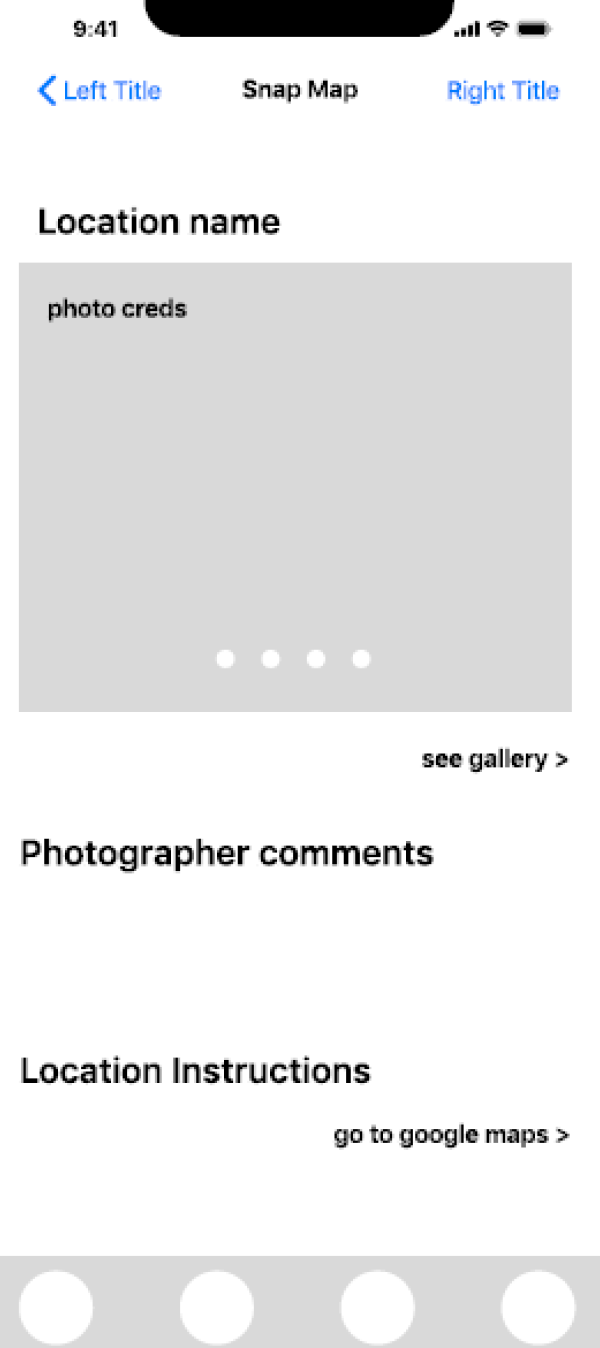 9:41
Left Title Snap Map Right Title
Location name
photo creds
see gallery >
Photographer comments
Location Instructions
go to google maps >